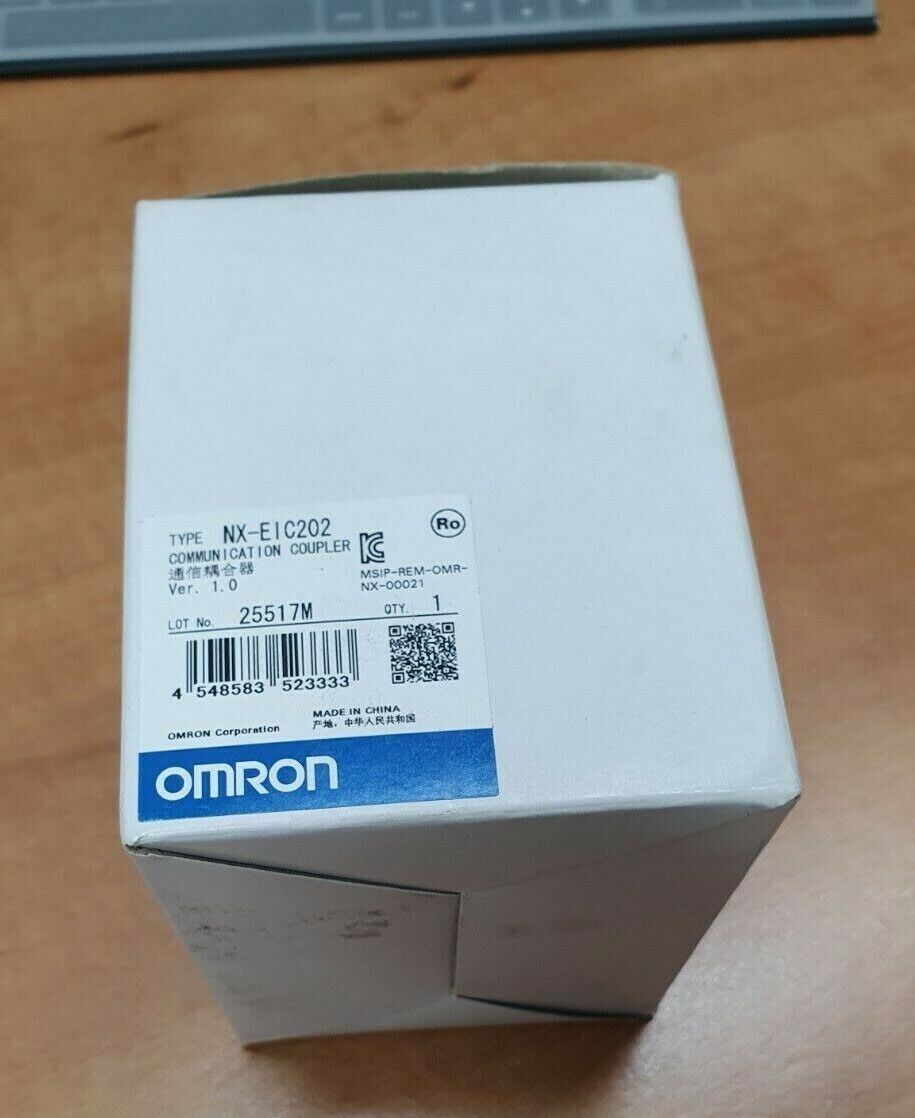 TYPE NX-EIC202
COMMUNICATION COUPLER
通信耦合器
Ver. 1.0
Ro
MSIP-REM-OMR-
NX-00021
LOT No. 25517M
QTY. 1
4 548583 523333
MADE IN CHINA
产地: 中华人民共和国
OMRON Corporation
OMRON